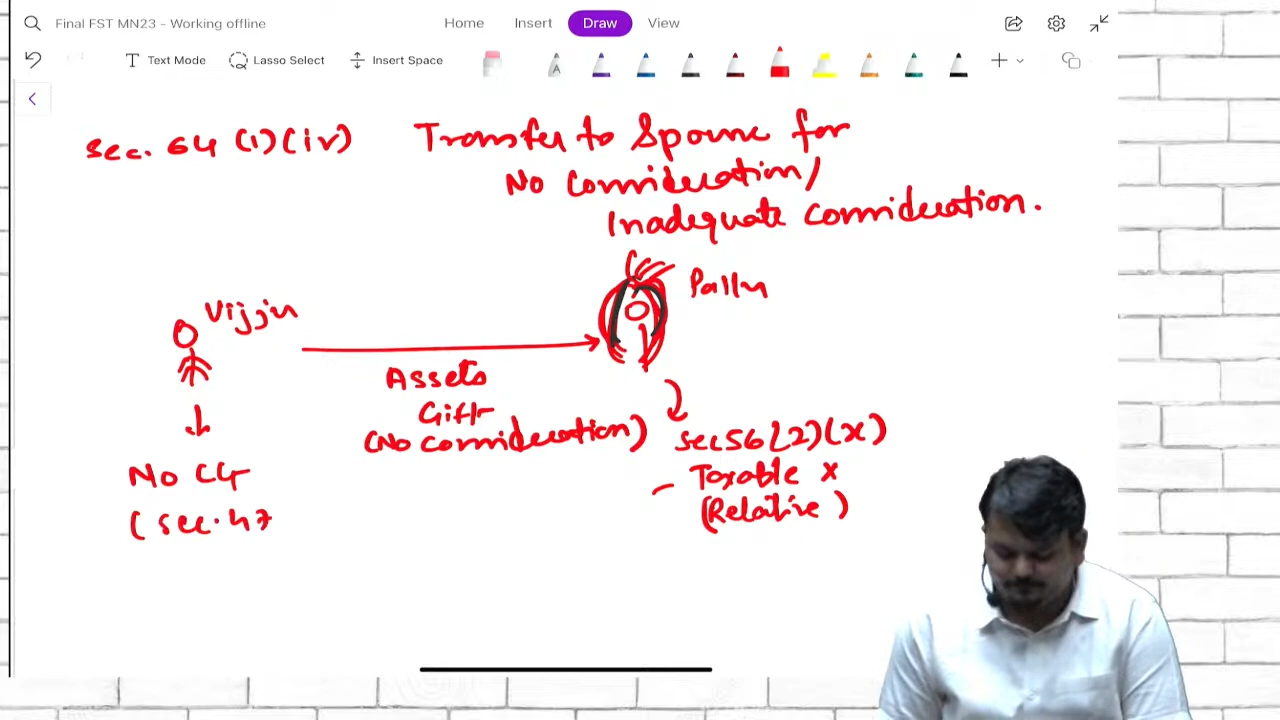 Final FST MN23 - Working offline
Home Insert Draw View
Text Mode Lasso Select Insert Space
Sec. 64 (1)(iv) Transfer to Spouse for
No Consideration/
Inadequate consideration.
Vijju
Pallu
Assets
Gift
(No consideration)
sec 56(2)(x)
Taxable x
(Relative)
No CG
(Sec. 47